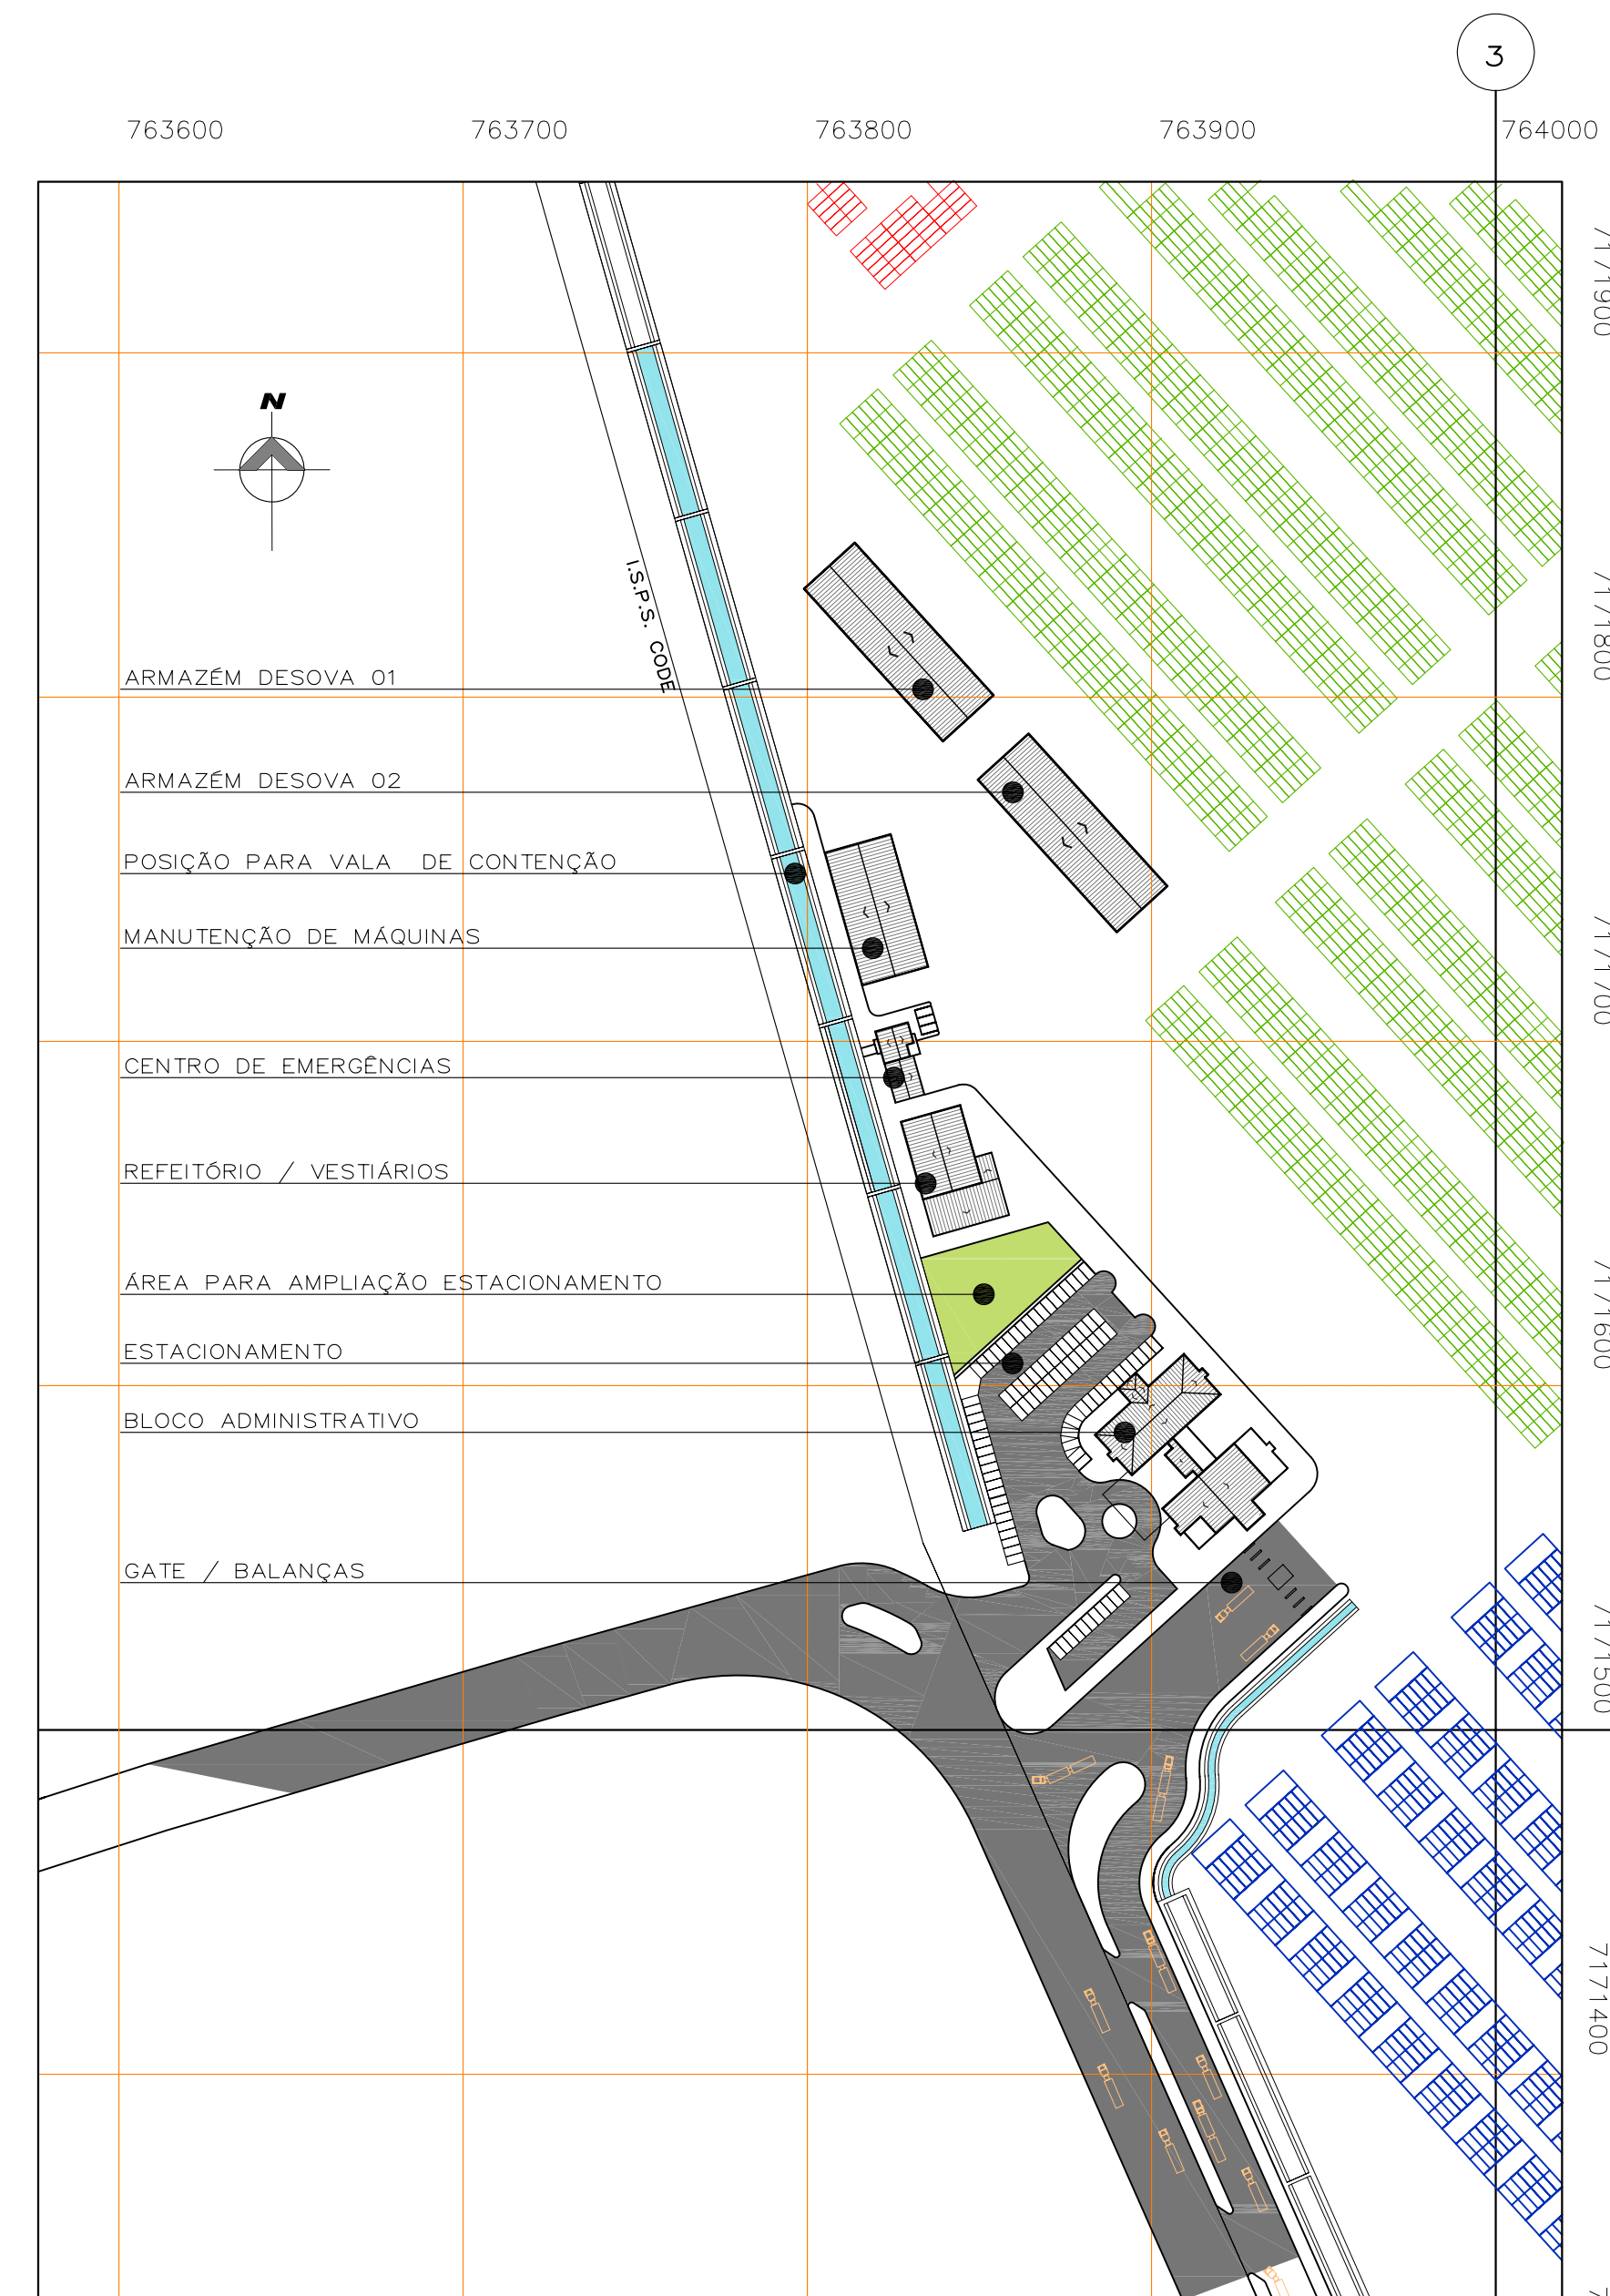 3
763600 763700 763800 763900 764000
7171900
N
I.S.P.S. CODE
7171800
ARMAZÉM DESOVA 01
ARMAZÉM DESOVA 02
POSIÇÃO PARA VALA DE CONTENÇÃO
7171700
MANUTENÇÃO DE MÁQUINAS
CENTRO DE EMERGÊNCIAS
REFEITÓRIO / VESTIÁRIOS
ÁREA PARA AMPLIAÇÃO ESTACIONAMENTO
7171600
ESTACIONAMENTO
BLOCO ADMINISTRATIVO
GATE / BALANÇAS
7171500
7171400